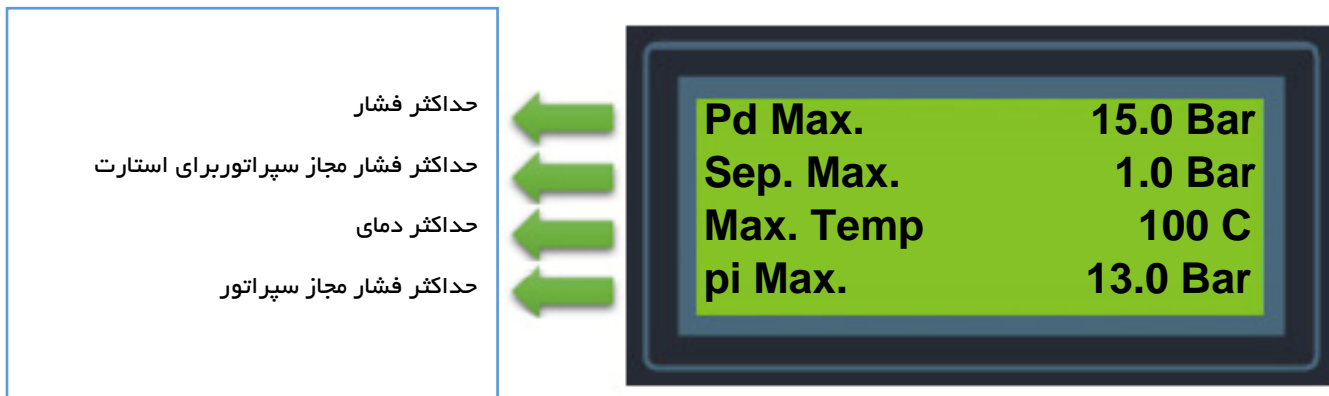 حداکثر فشار
حداکثر فشار مجاز سپراتوربرای استارت
حداکثر دمای
حداکثر فشار مجاز سپراتور
Pd Max. 15.0 Bar
Sep. Max. 1.0 Bar
Max. Temp 100 C
pi Max. 13.0 Bar